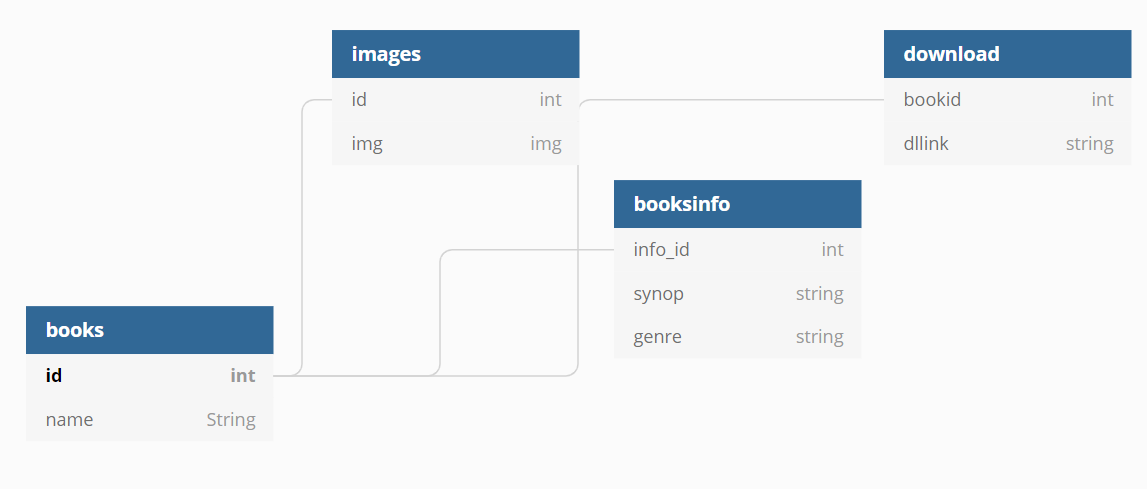 images
id int
img img
download
bookid int
dllink string
booksinfo
info_id int
synop string
genre string
books
id int
name String